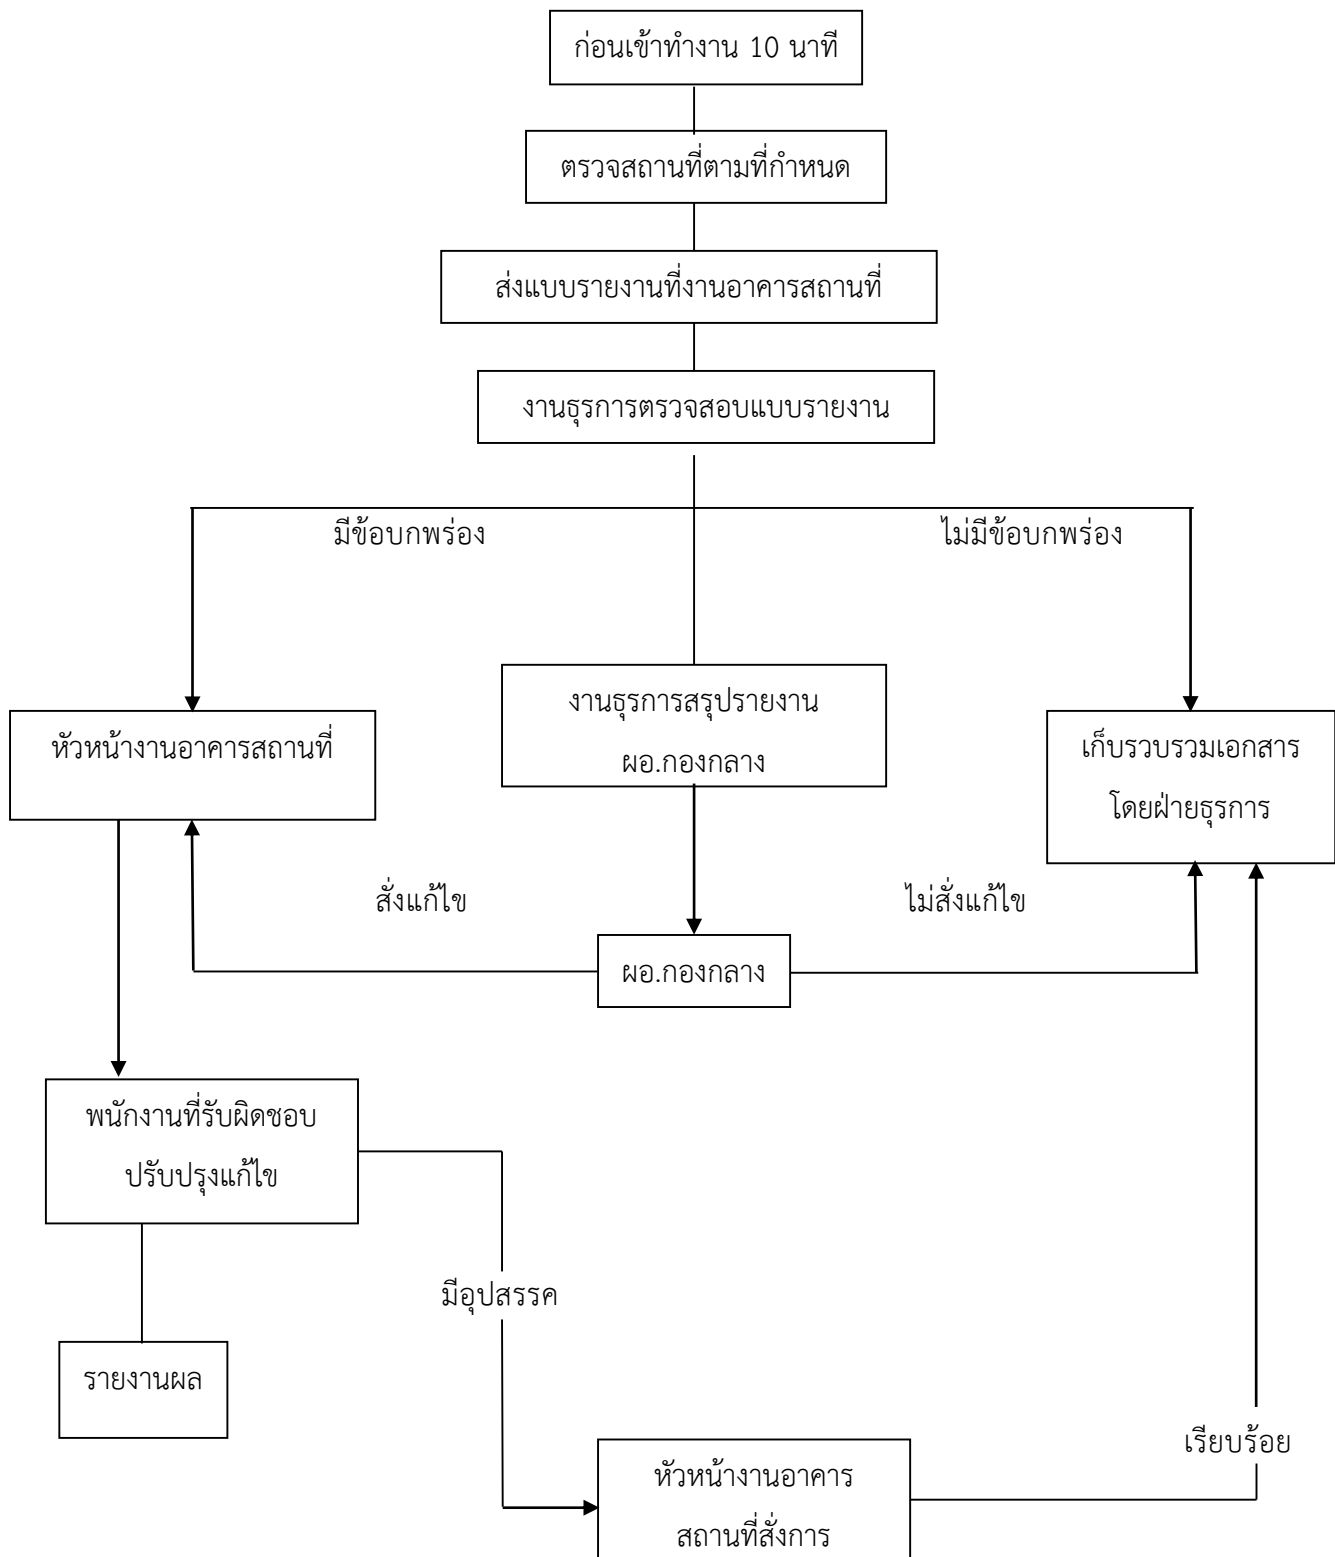 ก่อนเข้าทำงาน 10 นาที
ตรวจสถานที่ตามที่กำหนด
ส่งแบบรายงานที่งานอาคารสถานที่
งานธุรการตรวจสอบแบบรายงาน
มีข้อบกพร่อง
ไม่มีข้อบกพร่อง
หัวหน้างานอาคารสถานที่
งานธุรการสรุปรายงาน
ผอ.กองกลาง
เก็บรวบรวมเอกสาร
โดยฝ่ายธุรการ
สั่งแก้ไข
ไม่สั่งแก้ไข
ผอ.กองกลาง
พนักงานที่รับผิดชอบ
ปรับปรุงแก้ไข
มีอุปสรรค
รายงานผล
เรียบร้อย
หัวหน้างานอาคาร
สถานที่สั่งการ